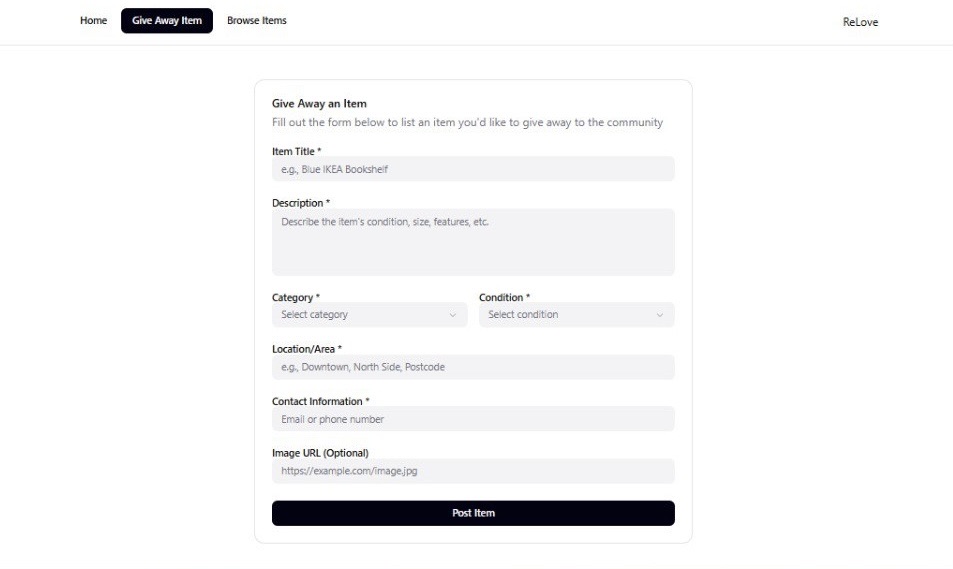 Home Give Away Item Browse Items ReLove
Give Away an Item
Fill out the form below to list an item you'd like to give away to the community
Item Title *
e.g., Blue IKEA Bookshelf
Description *
Describe the item's condition, size, features, etc.
Category * Condition *
Select category Select condition
Location/Area *
e.g., Downtown, North Side, Postcode
Contact Information *
Email or phone number
Image URL (Optional)
https://example.com/image.jpg
Post Item